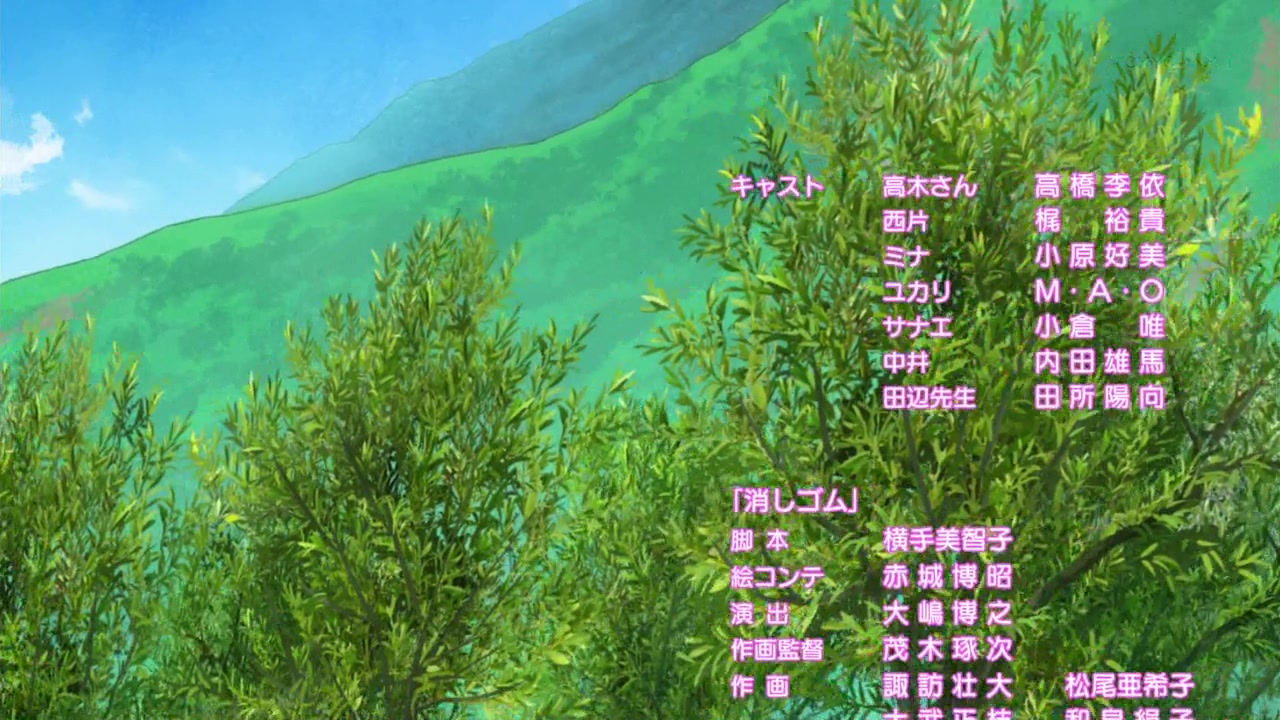 キャスト 高木さん 高橋李依
西片 梶 裕貴
ミナ 小原好美
ユカリ M・A・O
サナエ 小倉 唯
中井 内田雄馬
田辺先生 田所陽向
「消しゴム」
脚本 横手美智子
絵コンテ 赤城博昭
演出 大嶋博之
作画監督 茂木琢次
作画 諏訪壮大 松尾亜希子